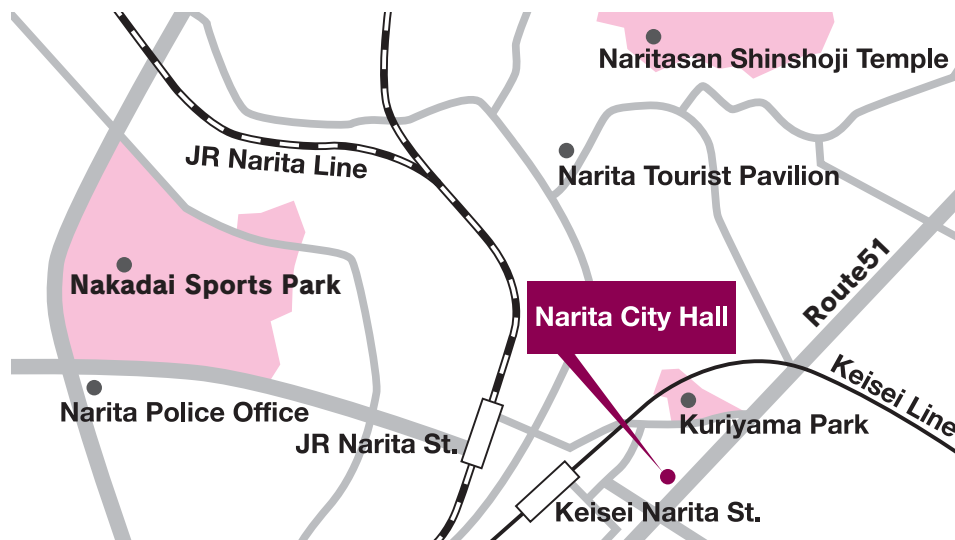 Naritasan Shinshoji Temple
JR Narita Line
Narita Tourist Pavilion
Route51
Nakadai Sports Park
Narita City Hall
Keisei Line
Narita Police Office
Kuriyama Park
JR Narita St.
Keisei Narita St.